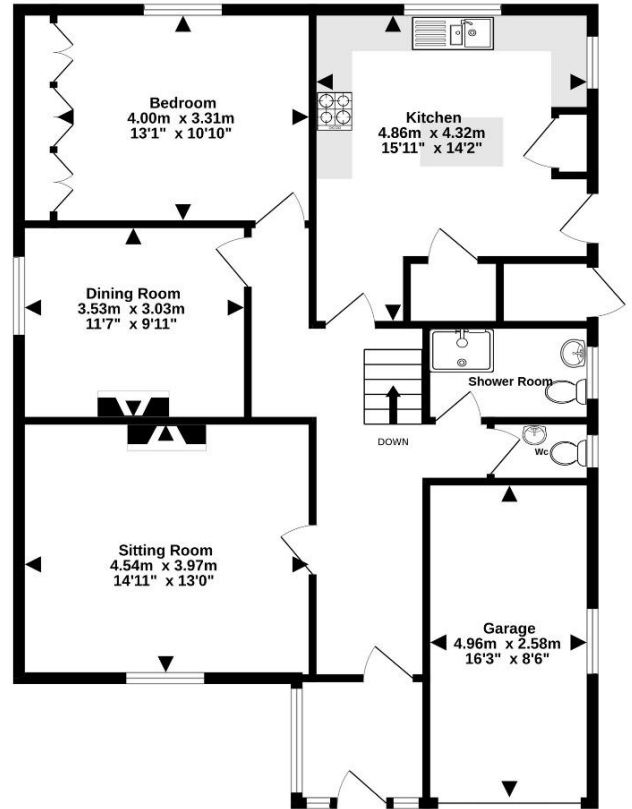 Bedroom
4.00m x 3.31m
13'1" x 10'10"
Kitchen
4.86m x 4.32m
15'11" x 14'2"
Dining Room
3.53m x 3.03m
11'7" x 9'11"
Shower Room
DOWN
Wc
Sitting Room
4.54m x 3.97m
14'11" x 13'0"
Garage
4.96m x 2.58m
16'3" x 8'6"